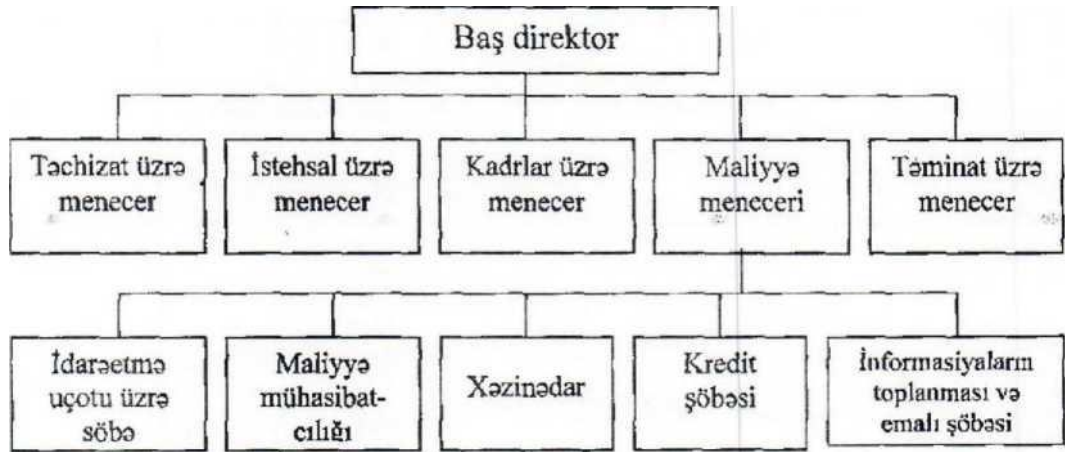 Baş direktor
Təchizat üzrə
menecer
İstehsal üzrə
menecer
Kadrlar üzrə
menecer
Maliyyə
meneceri
Təminat üzrə
menecer
İdarəetmə
uçotu üzrə
söbə
Maliyyə
mühasibat-
cılığı
Xəzinədar
Kredit
şöbəsi
İnformasiyaların
toplanması və
emalı şöbəsi